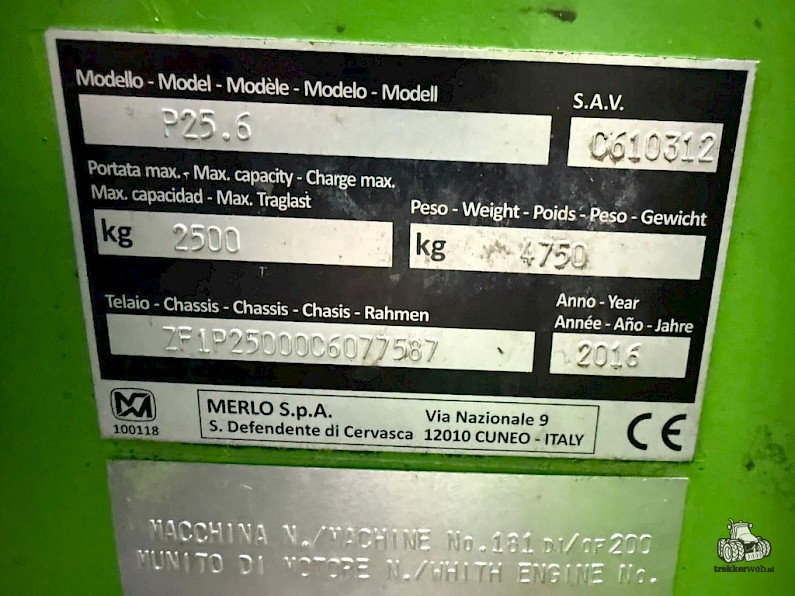 Modello - Model - Modèle - Modelo - Modell
S.A.V.
P25.6
C610312
Portata max. - Max. capacity - Charge max.
Max. capacidad - Max. Traglast
Peso - Weight - Poids - Peso - Gewicht
kg 2500
kg 4750
Telaio - Chassis - Chassis - Chasis - Rahmen
Anno - Year
Année - Año - Jahre
ZF1P25000C6077587
2016
100118
MERLO S.p.A.
Via Nazionale 9
S. Defendente di Cervasca
12010 CUNEO - ITALY
CE
MACCHINA N./MACHINE No.181 DI/OF 200
MUNITO DI MOTORE N./WHITH ENGINE No.
trekkerweb.nl